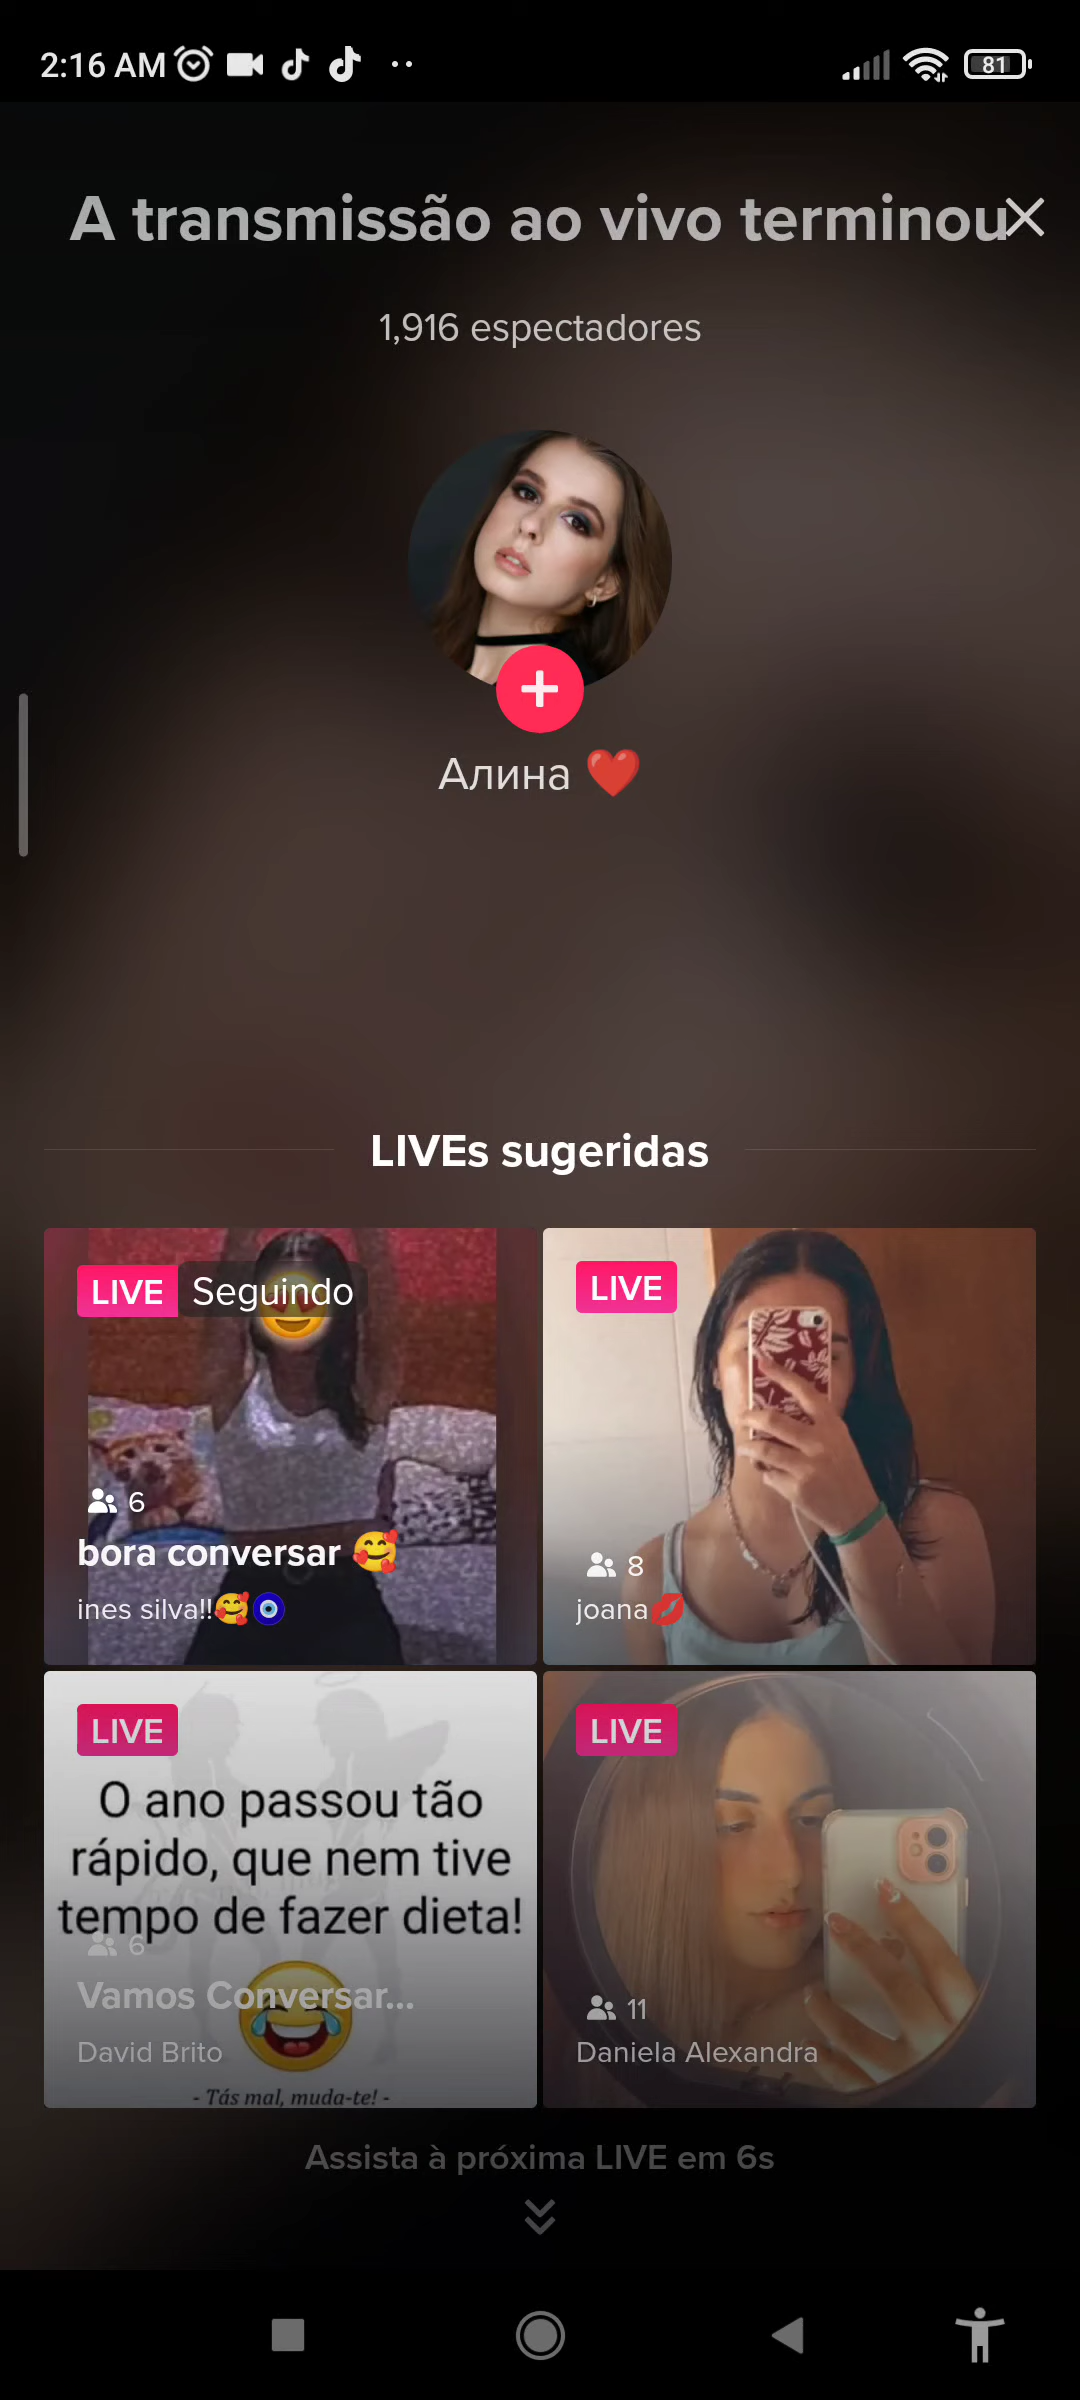 2:16 AM
81
A transmissão ao vivo terminou
1,916 espectadores
Алина ❤️
LIVEs sugeridas
LIVE Seguindo
6
bora conversar 🥰
ines silva!!🥰🧿
LIVE
8
joana💋
LIVE
O ano passou tão
rápido, que nem tive
tempo de fazer dieta!
6
Vamos Conversar...
David Brito
- Tás mal, muda-te! -
LIVE
11
Daniela Alexandra
Assista à próxima LIVE em 6s